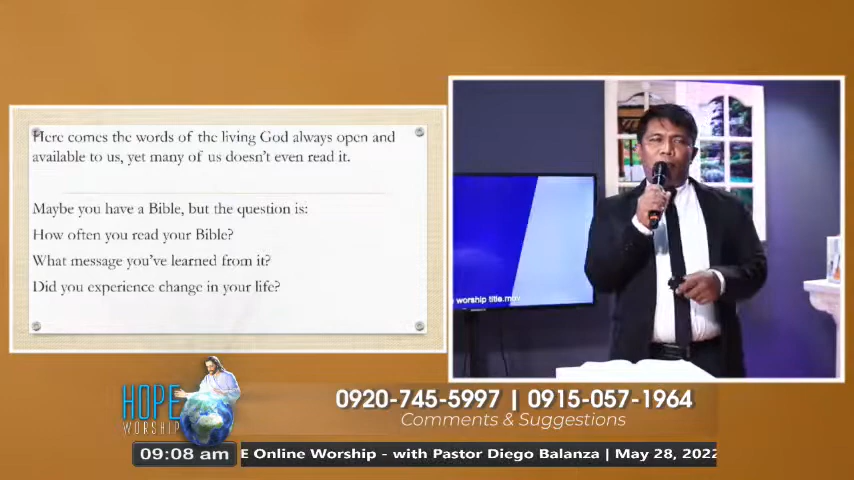 Here comes the words of the living God always open and
available to us, yet many of us doesn't even read it.
Maybe you have a Bible, but the question is:
How often you read your Bible?
What message you've learned from it?
Did you experience change in your life?
worship title.mov
HOPE
WORSHIP
0920-745-5997 | 0915-057-1964
Comments & Suggestions
09:08 am
E Online Worship - with Pastor Diego Balanza | May 28, 2022